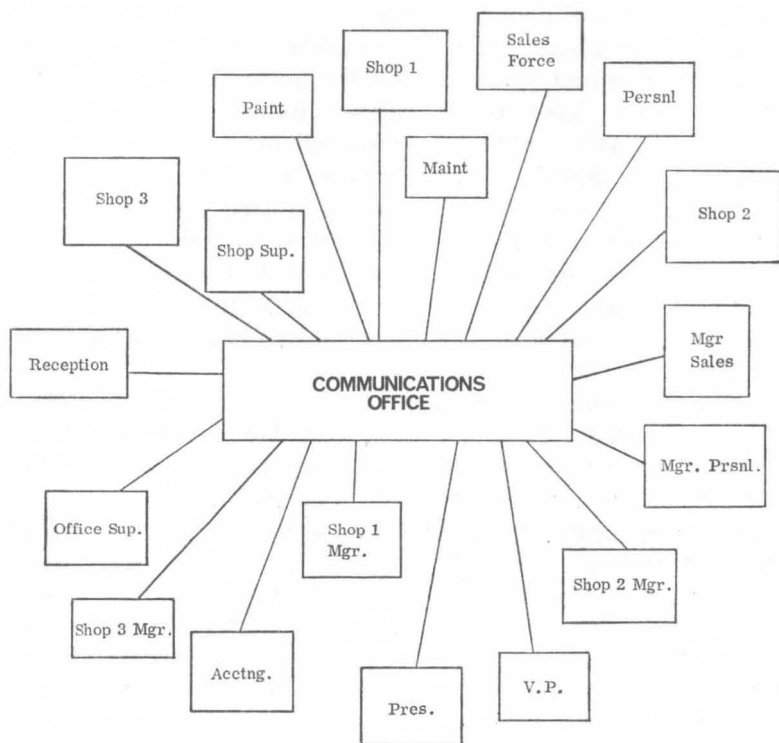 Sales
Force
Shop 1
Persnl
Paint
Maint
Shop 3
Shop 2
Shop Sup.
Mgr
Sales
Reception
COMMUNICATIONS
OFFICE
Mgr. Prsnl.
Office Sup.
Shop 1
Mgr.
Shop 2 Mgr.
Shop 3 Mgr.
Acctng.
V.P.
Pres.